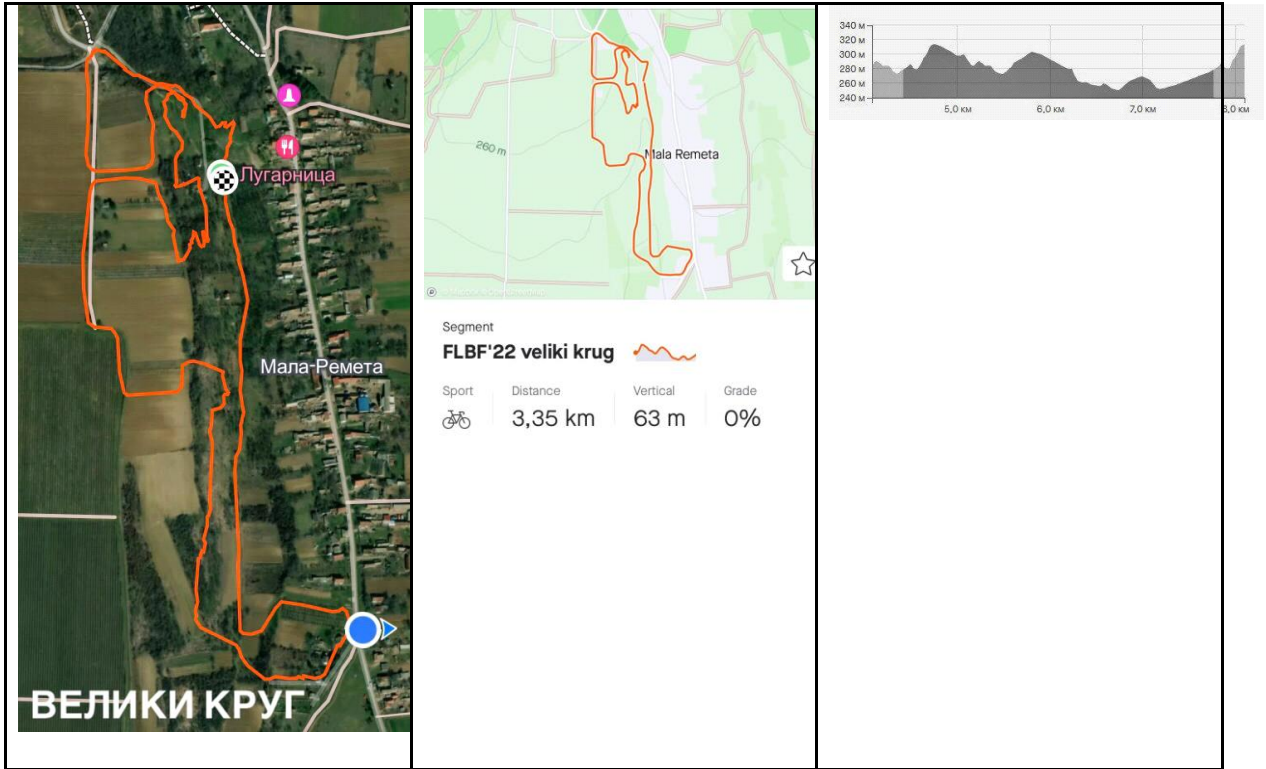 Лугарница
Мала-Ремета
ВЕЛИКИ КРУГ
260 m
Mala Remeta
Segment
FLBF'22 veliki krug
Sport
Distance
Vertical
Grade
3,35 km
63 m
0%
340 м
320 м
300 м
280 м
260 м
240 м
5,0 км
6,0 км
7,0 км
8,0 км